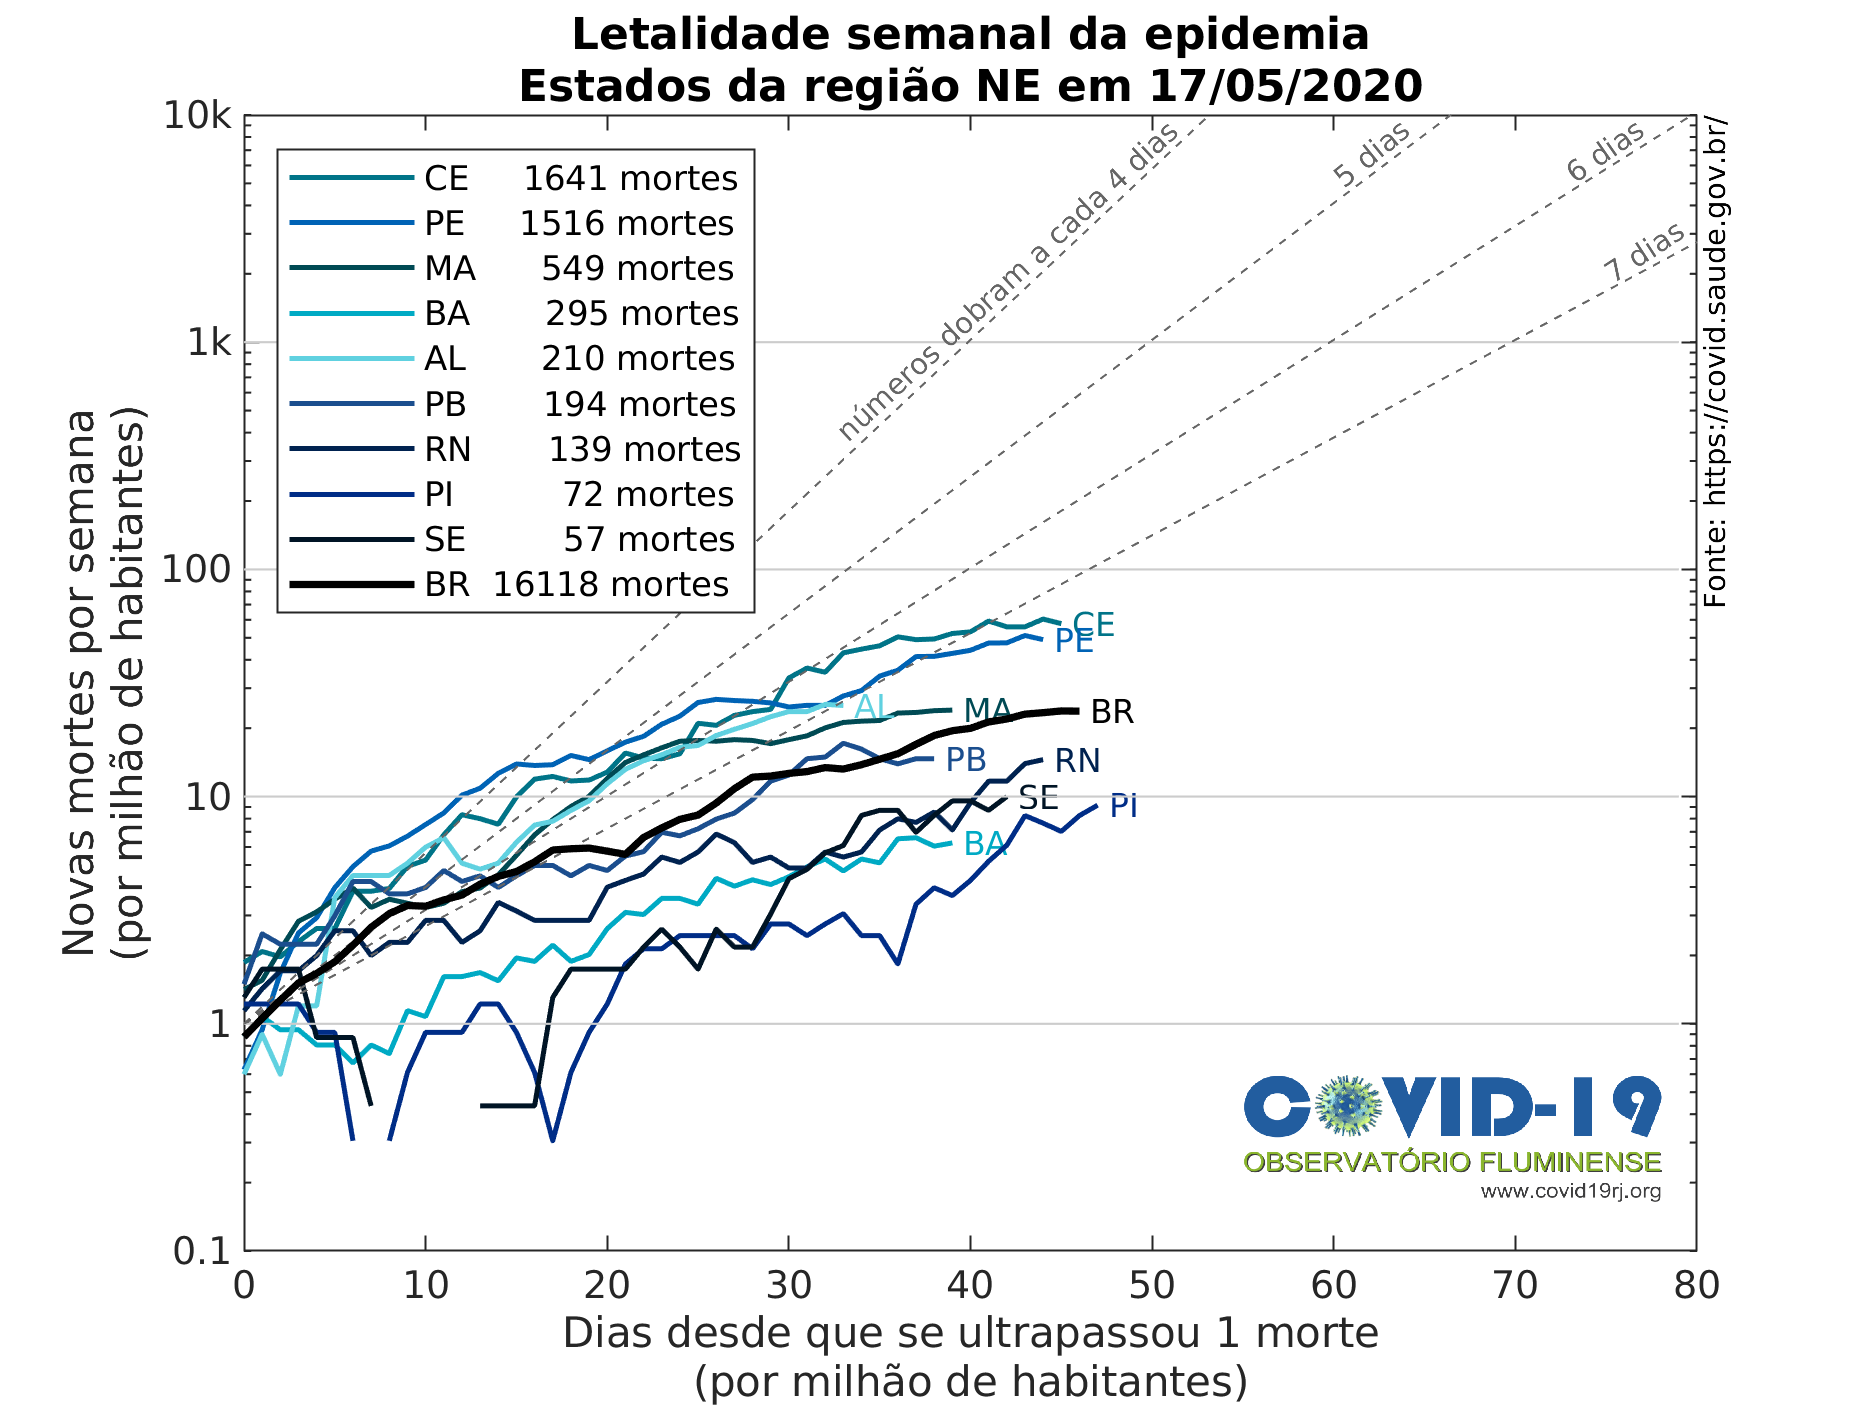 Letalidade semanal da epidemia
Estados da região NE em 17/05/2020
10k
1k
100
10
1
0.1
Novas mortes por semana
(por milhão de habitantes)
CE 1641 mortes
PE 1516 mortes
MA 549 mortes
BA 295 mortes
AL 210 mortes
PB 194 mortes
RN 139 mortes
PI 72 mortes
SE 57 mortes
BR 16118 mortes
números dobram a cada 4 dias
5 dias
6 dias
7 dias
Fonte: https://covid.saude.gov.br/
CE
PE
AL
MA
BR
PB
RN
SE
PI
BA
COVID-19
OBSERVATÓRIO FLUMINENSE
www.covid19rj.org
0 10 20 30 40 50 60 70 80
Dias desde que se ultrapassou 1 morte
(por milhão de habitantes)